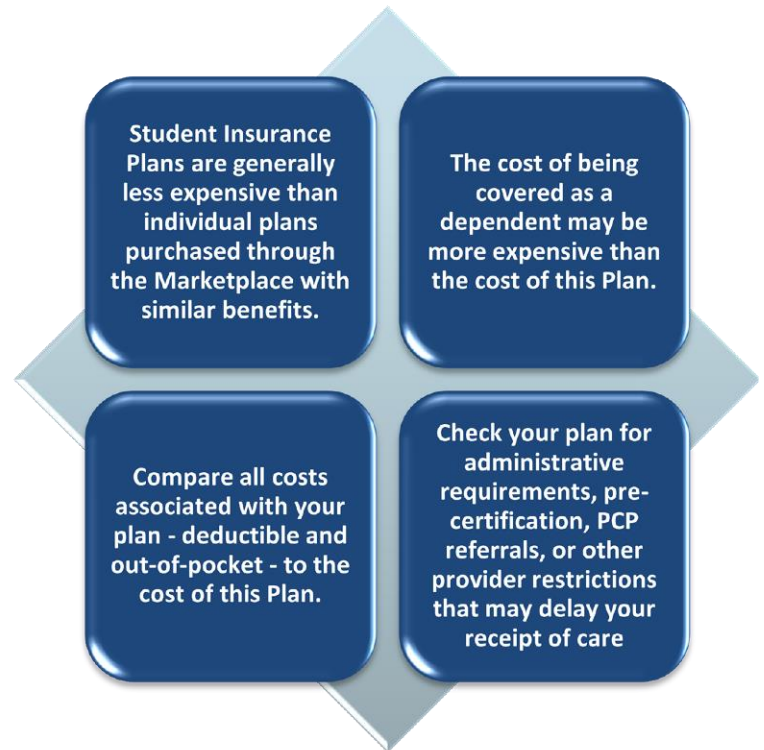 Student Insurance
Plans are generally
less expensive than
individual plans
purchased through
the Marketplace with
similar benefits.
The cost of being
covered as a
dependent may be
more expensive than
the cost of this Plan.
Compare all costs
associated with your
plan - deductible and
out-of-pocket - to the
cost of this Plan.
Check your plan for
administrative
requirements, pre-
certification, PCP
referrals, or other
provider restrictions
that may delay your
receipt of care